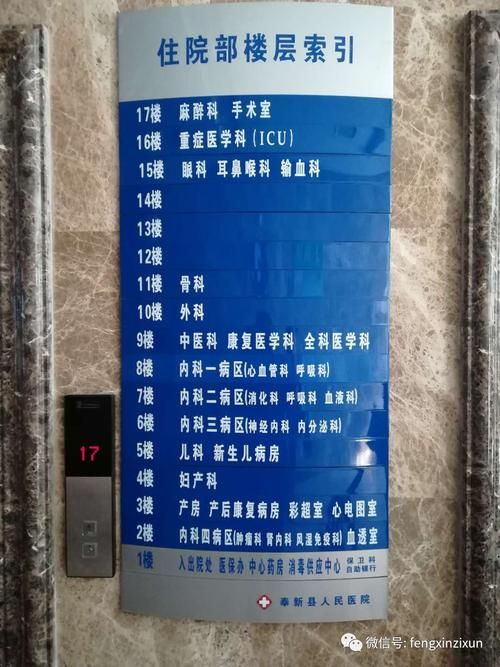 住院部楼层索引
17楼 麻醉科 手术室
16楼 重症医学科(ICU)
15楼 眼科 耳鼻喉科 输血科
14楼
13楼
12楼
11楼 骨科
10楼 外科
9楼 中医科 康复医学科 全科医学科
8楼 内科一病区(心血管科 呼吸科)
7楼 内科二病区(消化科 呼吸科 血液科)
6楼 内科三病区(神经内科 内分泌科)
5楼 儿科 新生儿病房
4楼 妇产科
3楼 产房 产后康复病房 彩超室 心电图室
2楼 内科四病区(肿瘤科 肾内科 风湿免疫科)血透室
1楼 入出院处 医保办 中心药房 消毒供应中心 保卫科 自助银行
奉新县人民医院
17
微信号: fengxinzixun